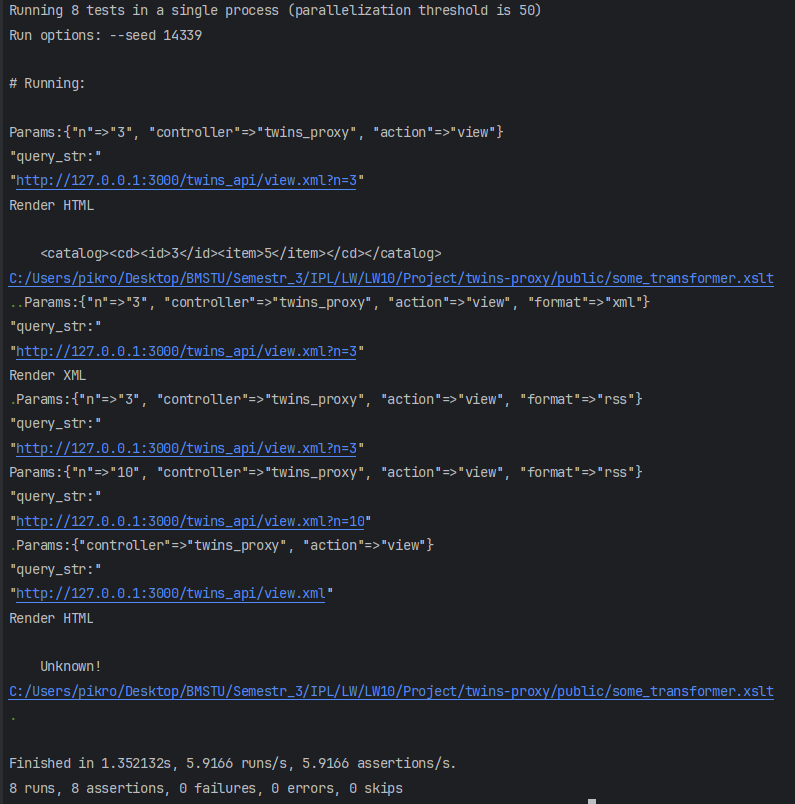 Running 8 tests in a single process (parallelization threshold is 50)
Run options: --seed 14339
# Running:
Params:{"n"=>"3", "controller"=>"twins_proxy", "action"=>"view"}
"query_str:"
"http://127.0.0.1:3000/twins_api/view.xml?n=3"
Render HTML
<catalog><cd><id>3</id><item>5</item></cd></catalog>
C:/Users/pikro/Desktop/BMSTU/Semestr_3/IPL/LW/LW10/Project/twins-proxy/public/some_transformer.xslt
..Params:{"n"=>"3", "controller"=>"twins_proxy", "action"=>"view", "format"=>"xml"}
"query_str:"
"http://127.0.0.1:3000/twins_api/view.xml?n=3"
Render XML
.Params:{"n"=>"3", "controller"=>"twins_proxy", "action"=>"view", "format"=>"rss"}
"query_str:"
"http://127.0.0.1:3000/twins_api/view.xml?n=3"
Params:{"n"=>"10", "controller"=>"twins_proxy", "action"=>"view", "format"=>"rss"}
"query_str:"
"http://127.0.0.1:3000/twins_api/view.xml?n=10"
.Params:{"controller"=>"twins_proxy", "action"=>"view"}
"query_str:"
"http://127.0.0.1:3000/twins_api/view.xml"
Render HTML
Unknown!
C:/Users/pikro/Desktop/BMSTU/Semestr_3/IPL/LW/LW10/Project/twins-proxy/public/some_transformer.xslt
.
Finished in 1.352132s, 5.9166 runs/s, 5.9166 assertions/s.
8 runs, 8 assertions, 0 failures, 0 errors, 0 skips